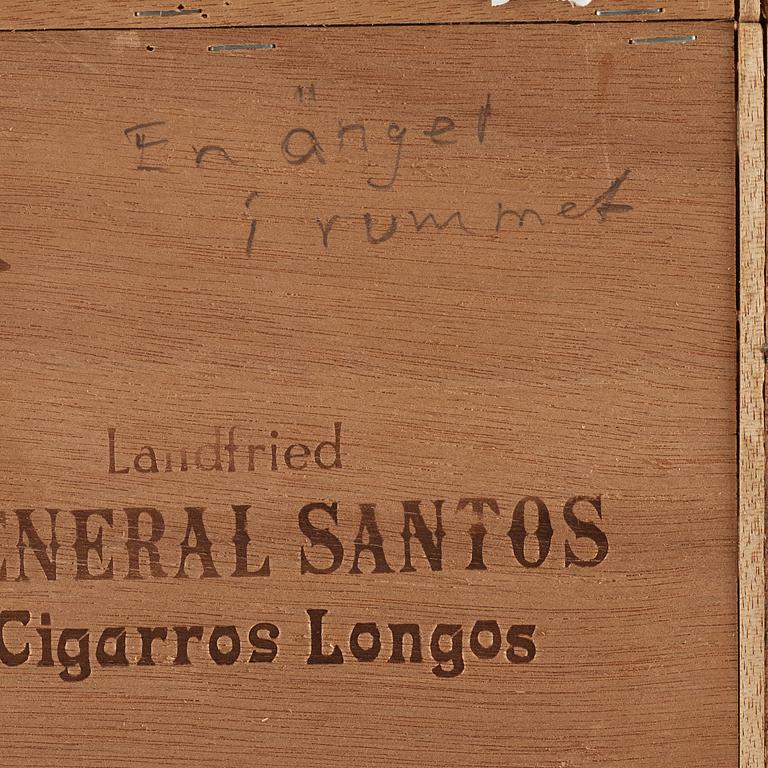 En ängel
i rummet
Landfried
ENERAL SANTOS
Cigarros Longos